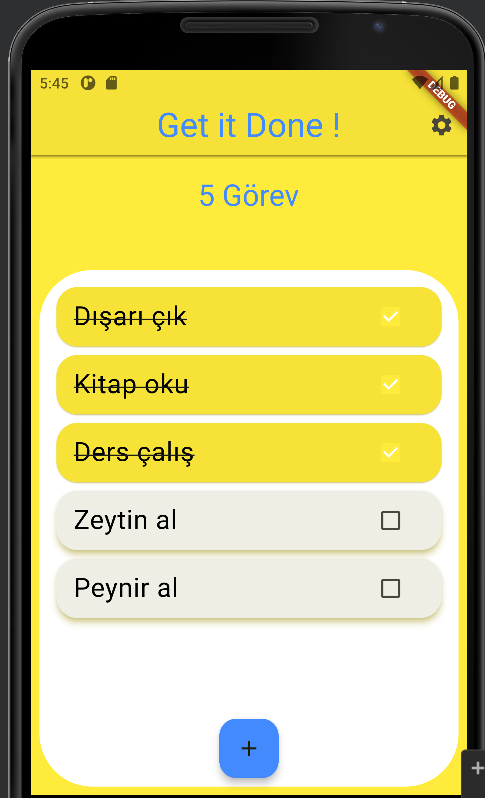 5:45
DEBUG
Get it Done !
5 Görev
Dışarı çık
Kitap oku
Ders çalış
Zeytin al
Peynir al